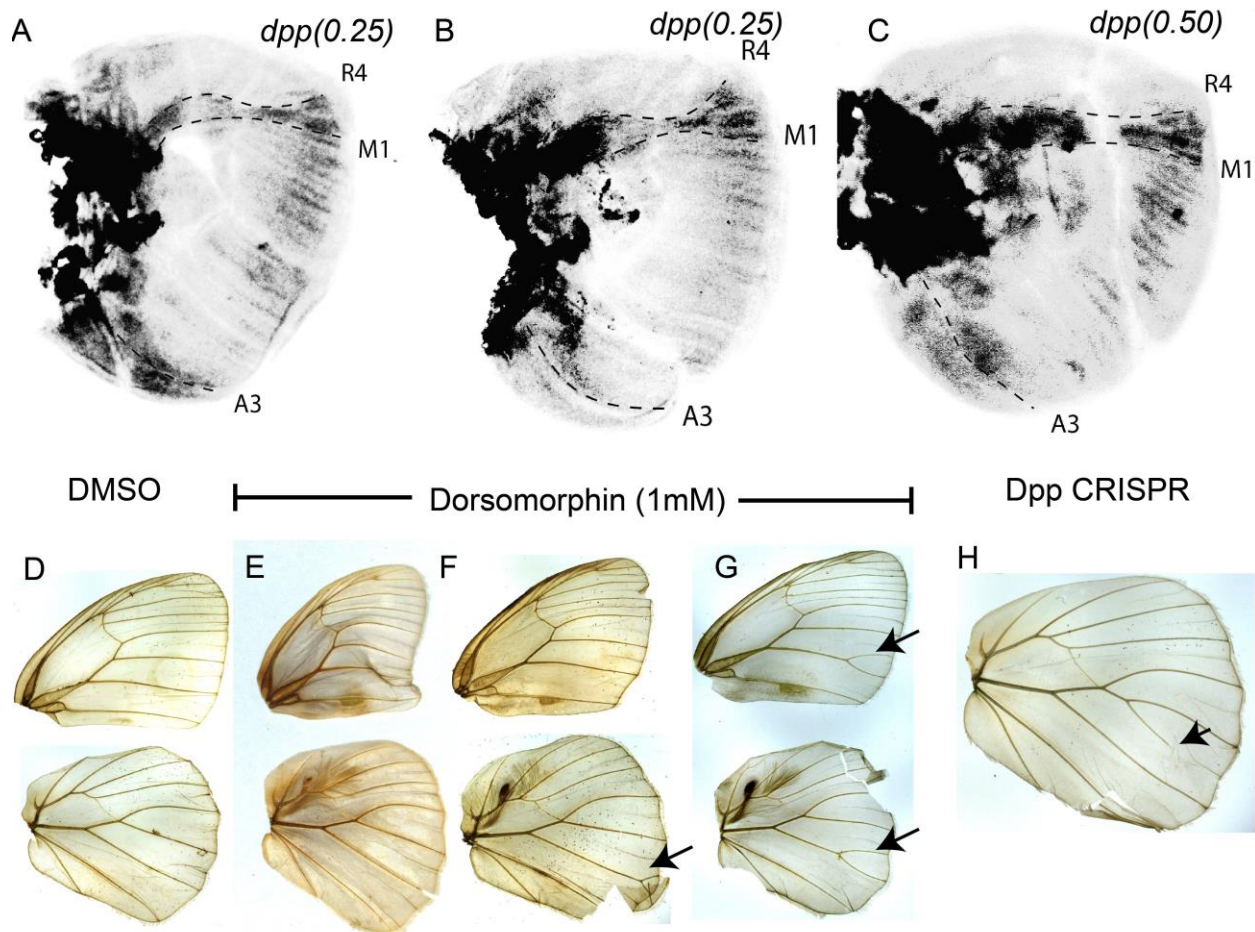 A dpp(0.25) B dpp(0.25) C dpp(0.50)
R4 R4 R4
M1 M1 M1
A3 A3 A3
DMSO Dorsomorphin (1mM) Dpp CRISPR
D E F G H